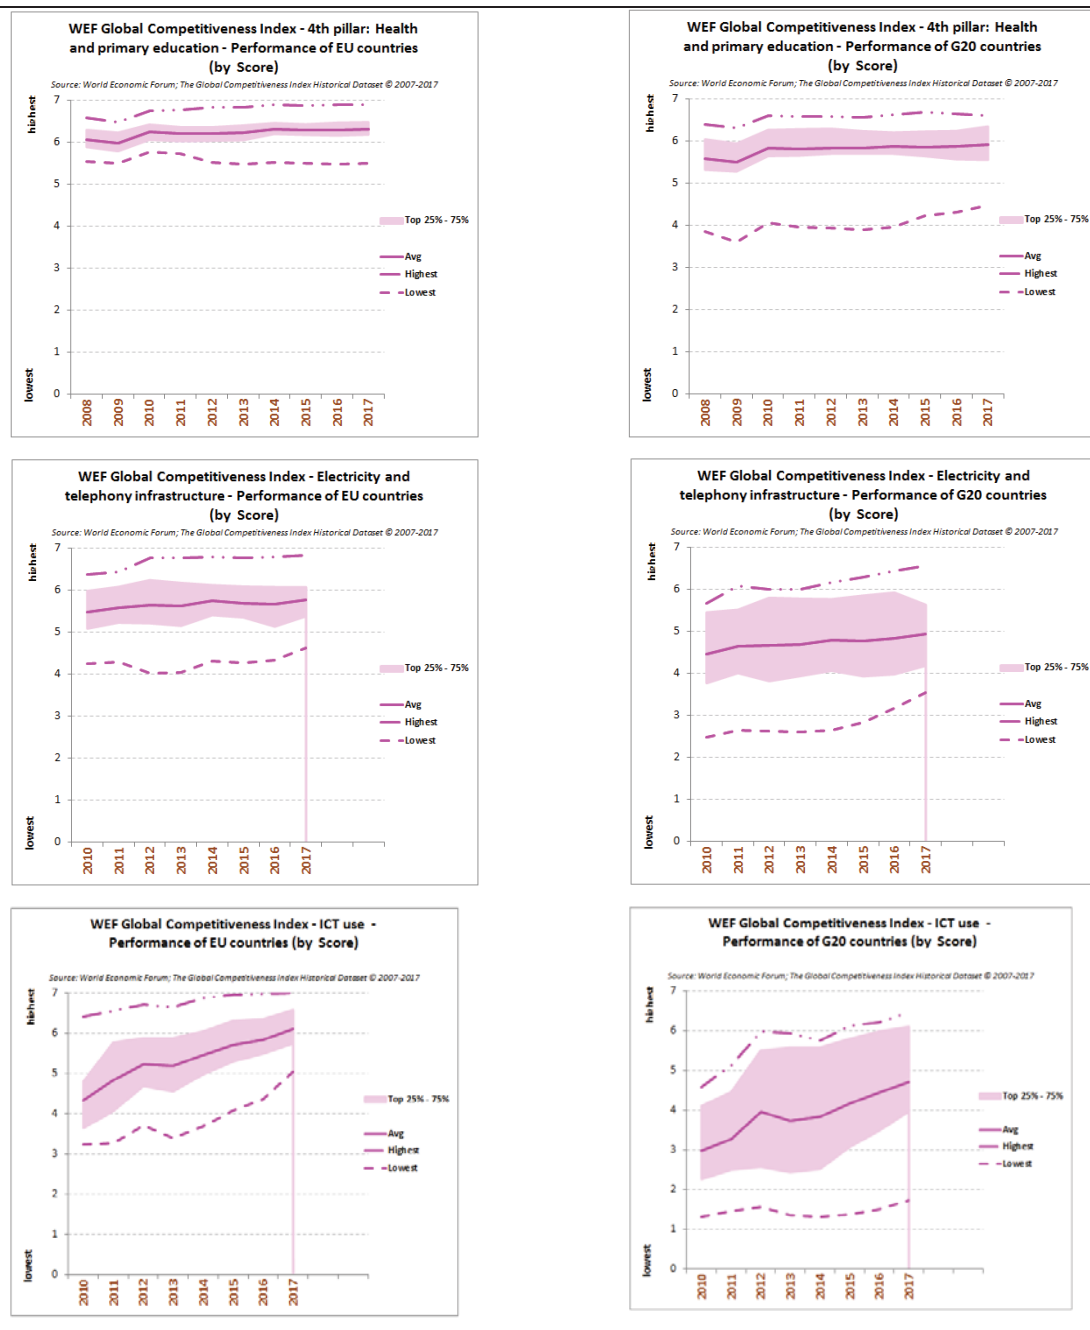 WEF Global Competitiveness Index - 4th pillar: Health
and primary education - Performance of EU countries
(by Score)
Source: World Economic Forum; The Global Competitiveness Index Historical Dataset © 2007-2017
highest
7
6
5
4
3
2
1
0
lowest
2008 2009 2010 2011 2012 2013 2014 2015 2016 2017
Top 25% - 75%
Avg
Highest
Lowest
WEF Global Competitiveness Index - 4th pillar: Health
and primary education - Performance of G20 countries
(by Score)
Source: World Economic Forum; The Global Competitiveness Index Historical Dataset © 2007-2017
highest
7
6
5
4
3
2
1
0
lowest
2008 2009 2010 2011 2012 2013 2014 2015 2016 2017
Top 25% - 75%
Avg
Highest
Lowest
WEF Global Competitiveness Index - Electricity and
telephony infrastructure - Performance of EU countries
(by Score)
Source: World Economic Forum; The Global Competitiveness Index Historical Dataset © 2007-2017
highest
7
6
5
4
3
2
1
0
lowest
2010 2011 2012 2013 2014 2015 2016 2017
Top 25% - 75%
Avg
Highest
Lowest
WEF Global Competitiveness Index - Electricity and
telephony infrastructure - Performance of G20 countries
(by Score)
Source: World Economic Forum; The Global Competitiveness Index Historical Dataset © 2007-2017
highest
7
6
5
4
3
2
1
0
lowest
2010 2011 2012 2013 2014 2015 2016 2017
Top 25% - 75%
Avg
Highest
Lowest
WEF Global Competitiveness Index - ICT use -
Performance of EU countries (by Score)
Source: World Economic Forum; The Global Competitiveness Index Historical Dataset © 2007-2017
highest
7
6
5
4
3
2
1
0
lowest
2010 2011 2012 2013 2014 2015 2016 2017
Top 25% - 75%
Avg
Highest
Lowest
WEF Global Competitiveness Index - ICT use -
Performance of G20 countries (by Score)
Source: World Economic Forum; The Global Competitiveness Index Historical Dataset © 2007-2017
highest
7
6
5
4
3
2
1
0
lowest
2010 2011 2012 2013 2014 2015 2016 2017
Top 25% - 75%
Avg
Highest
Lowest